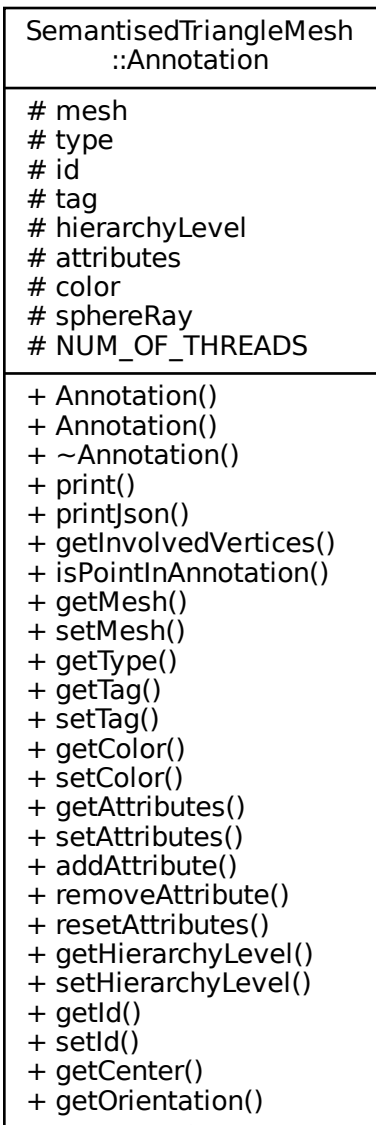 SemantisedTriangleMesh
::Annotation
# mesh
# type
# id
# tag
# hierarchyLevel
# attributes
# color
# sphereRay
# NUM_OF_THREADS
+ Annotation()
+ Annotation()
+ ~Annotation()
+ print()
+ printJson()
+ getInvolvedVertices()
+ isPointInAnnotation()
+ getMesh()
+ setMesh()
+ getType()
+ getTag()
+ setTag()
+ getColor()
+ setColor()
+ getAttributes()
+ setAttributes()
+ addAttribute()
+ removeAttribute()
+ resetAttributes()
+ getHierarchyLevel()
+ setHierarchyLevel()
+ getId()
+ setId()
+ getCenter()
+ getOrientation()